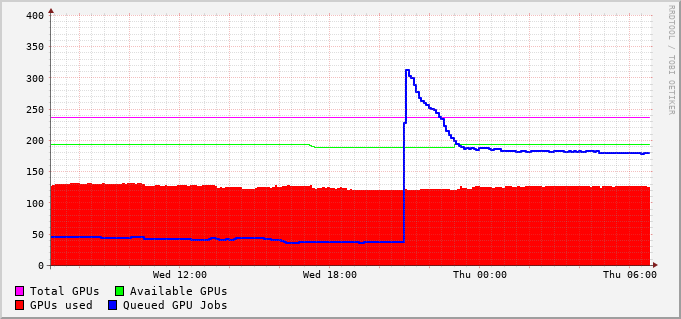 400
350
300
250
200
150
100
50
0
Wed 12:00 Wed 18:00 Thu 00:00 Thu 06:00
Total GPUs Available GPUs
GPUs used Queued GPU Jobs
RRDTOOL / TOBI OETIKER